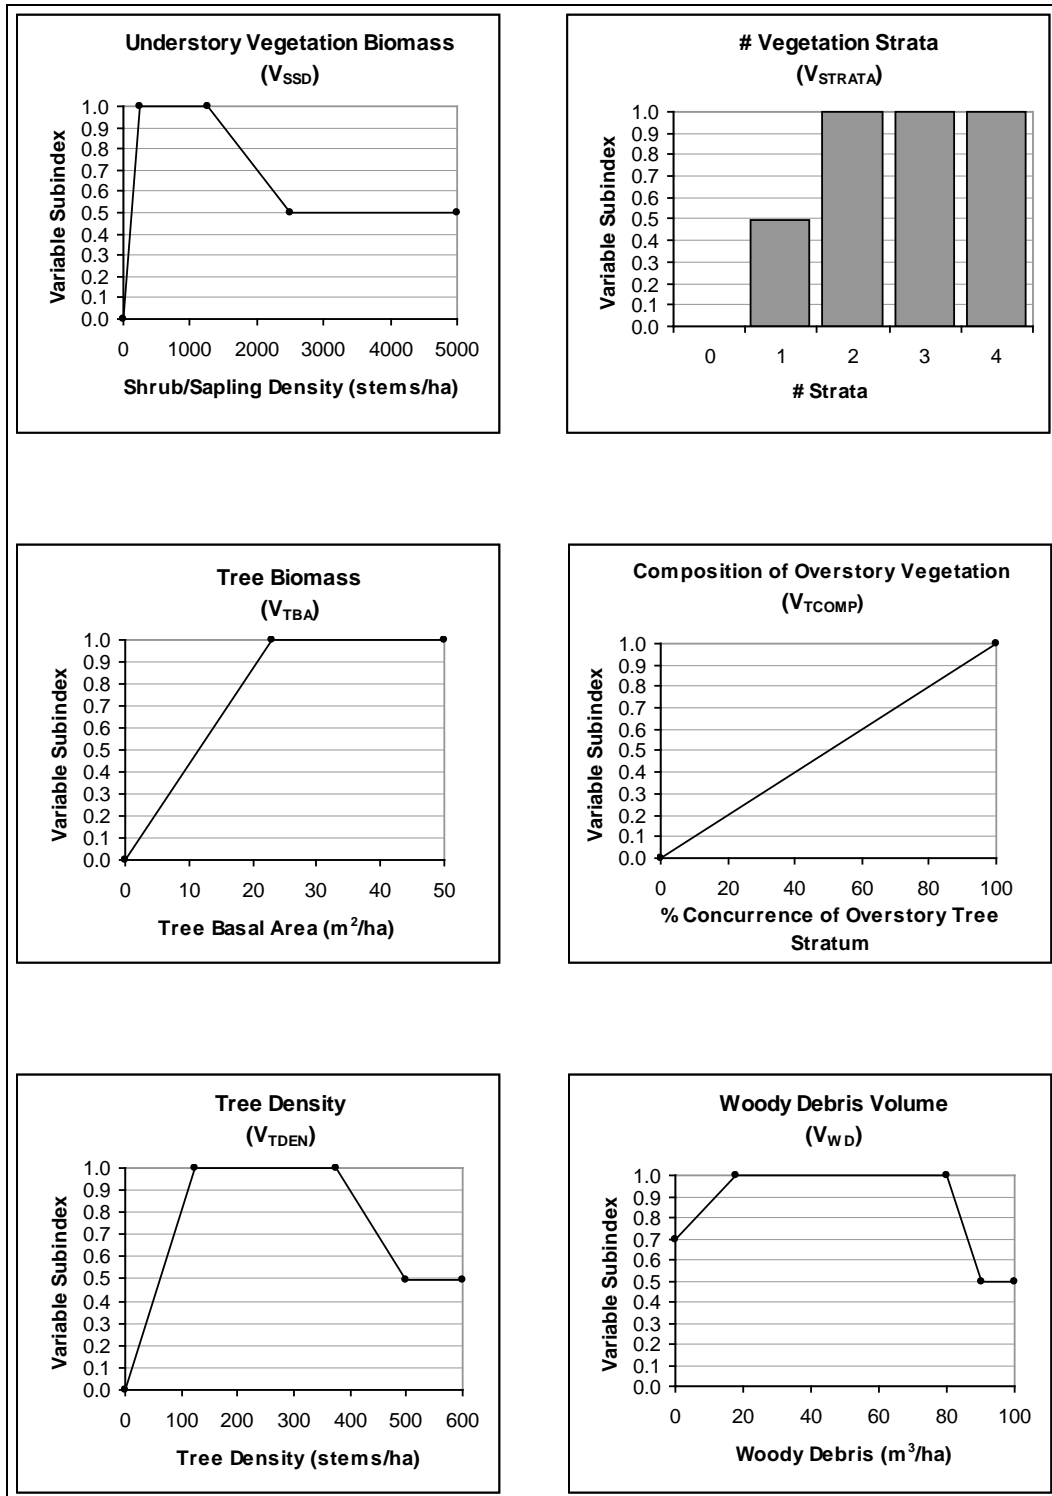 Understory Vegetation Biomass
(VSSD)
1.0
0.9
0.8
0.7
0.6
0.5
0.4
0.3
0.2
0.1
0.0
Variable Subindex
0 1000 2000 3000 4000 5000
Shrub/Sapling Density (stems/ha)
# Vegetation Strata
(VSTRATA)
1.0
0.9
0.8
0.7
0.6
0.5
0.4
0.3
0.2
0.1
0.0
Variable Subindex
0 1 2 3 4
# Strata
Tree Biomass
(VTBA)
1.0
0.9
0.8
0.7
0.6
0.5
0.4
0.3
0.2
0.1
0.0
Variable Subindex
0 10 20 30 40 50
Tree Basal Area (m²/ha)
Composition of Overstory Vegetation
(VTCOMP)
1.0
0.9
0.8
0.7
0.6
0.5
0.4
0.3
0.2
0.1
0.0
Variable Subindex
0 20 40 60 80 100
% Concurrence of Overstory Tree
Stratum
Tree Density
(VTDEN)
1.0
0.9
0.8
0.7
0.6
0.5
0.4
0.3
0.2
0.1
0.0
Variable Subindex
0 100 200 300 400 500 600
Tree Density (stems/ha)
Woody Debris Volume
(VWD)
1.0
0.9
0.8
0.7
0.6
0.5
0.4
0.3
0.2
0.1
0.0
Variable Subindex
0 20 40 60 80 100
Woody Debris (m³/ha)